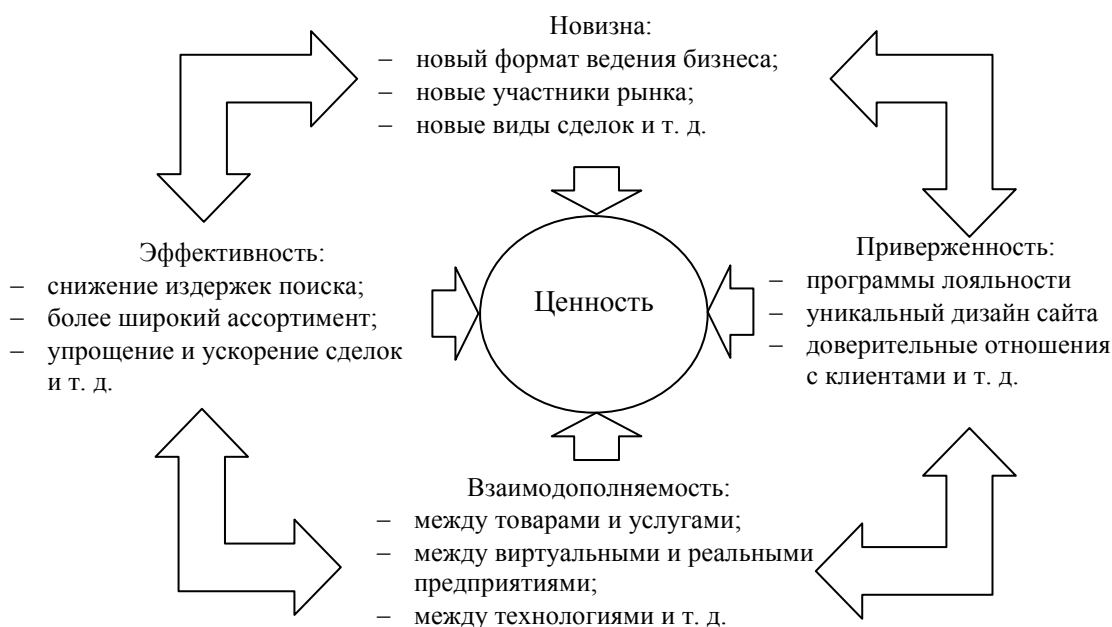 Новизна:
– новый формат ведения бизнеса;
– новые участники рынка;
– новые виды сделок и т. д.
Эффективность:
– снижение издержек поиска;
– более широкий ассортимент;
– упрощение и ускорение сделок
и т. д.
Ценность
Приверженность:
– программы лояльности
– уникальный дизайн сайта
– доверительные отношения
с клиентами и т. д.
Взаимодополняемость:
– между товарами и услугами;
– между виртуальными и реальными
предприятиями;
– между технологиями и т. д.